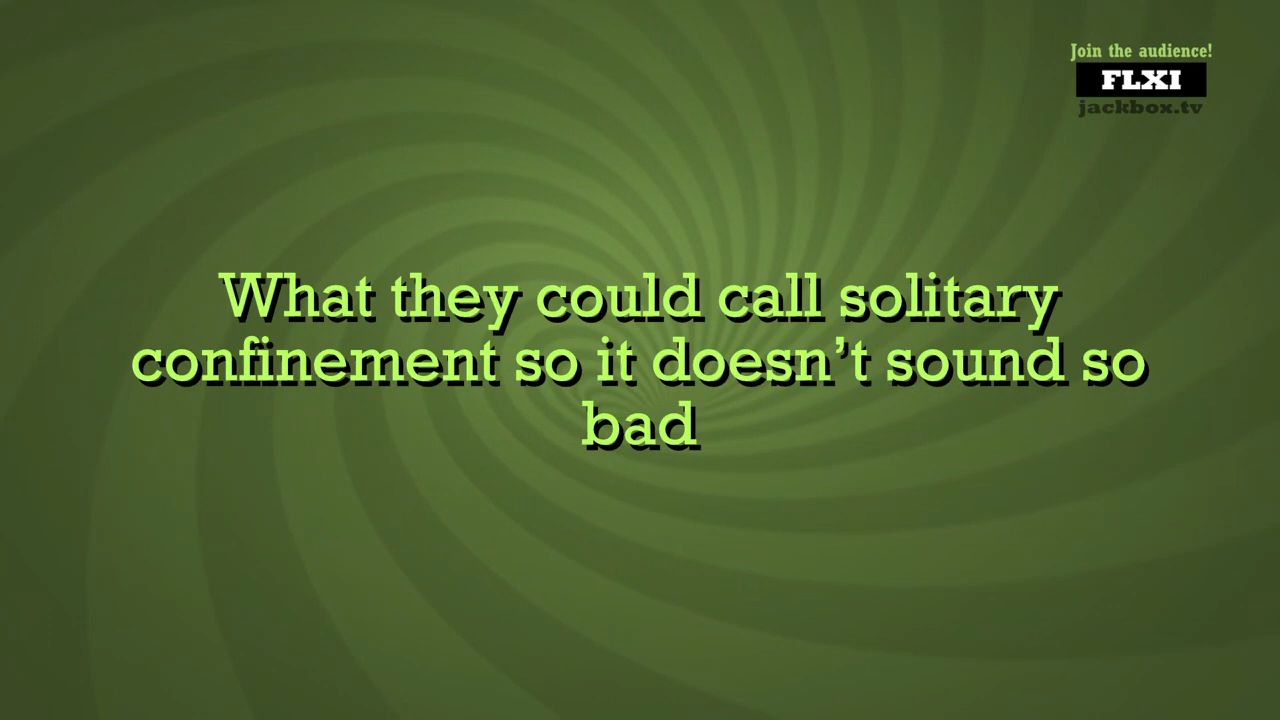 Join the audience!
FLXI
jackbox.tv
What they could call solitary
confinement so it doesn’t sound so
bad